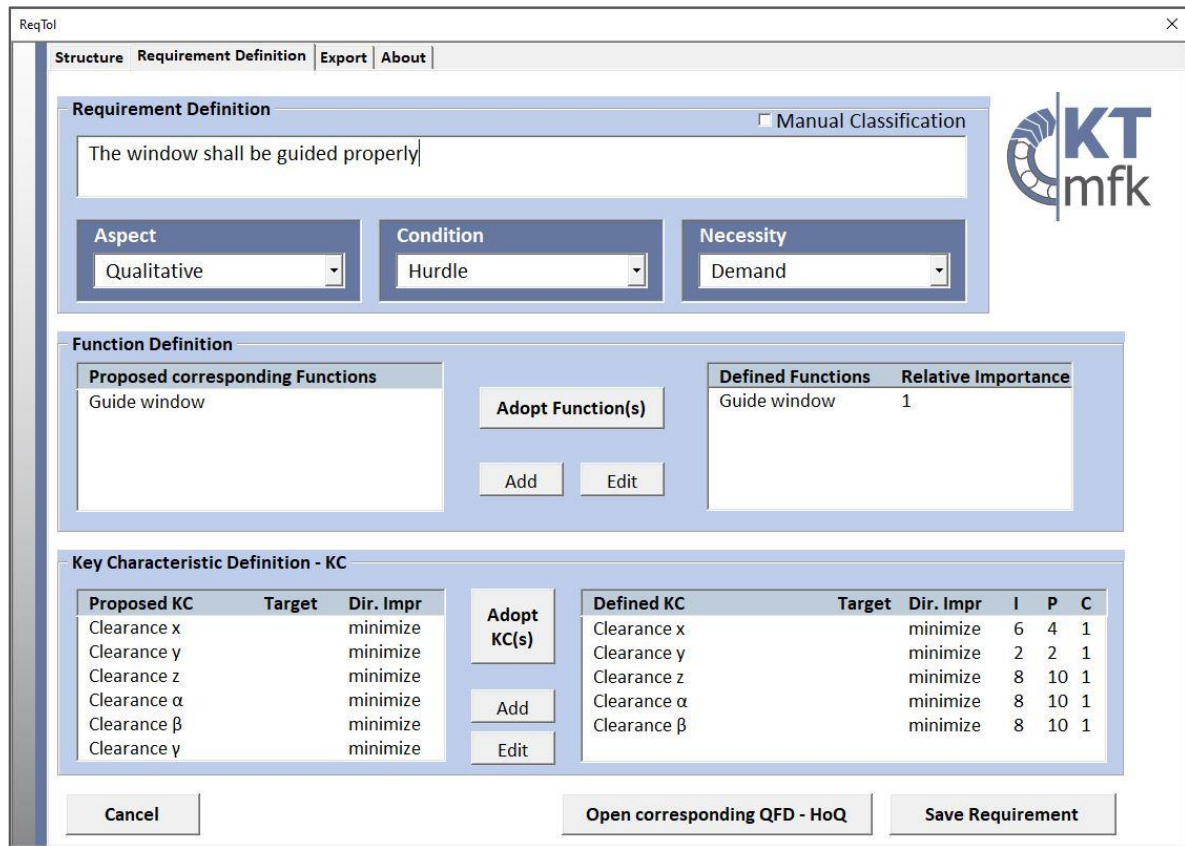 ReqTol
Structure Requirement Definition Export About
Requirement Definition
Manual Classification
The window shall be guided properly
KT
mfk
Aspect Condition Necessity
Qualitative Hurdle Demand
Function Definition
Proposed corresponding Functions
Guide window
Adopt Function(s)
Add Edit
Defined Functions Relative Importance
Guide window 1
Key Characteristic Definition - KC
Proposed KC Target Dir. Impr
Clearance x minimize
Clearance y minimize
Clearance z minimize
Clearance α minimize
Clearance β minimize
Clearance γ minimize
Adopt
KC(s)
Add
Edit
Defined KC Target Dir. Impr I P C
Clearance x minimize 6 4 1
Clearance y minimize 2 2 1
Clearance z minimize 8 10 1
Clearance α minimize 8 10 1
Clearance β minimize 8 10 1
Cancel Open corresponding QFD - HoQ Save Requirement